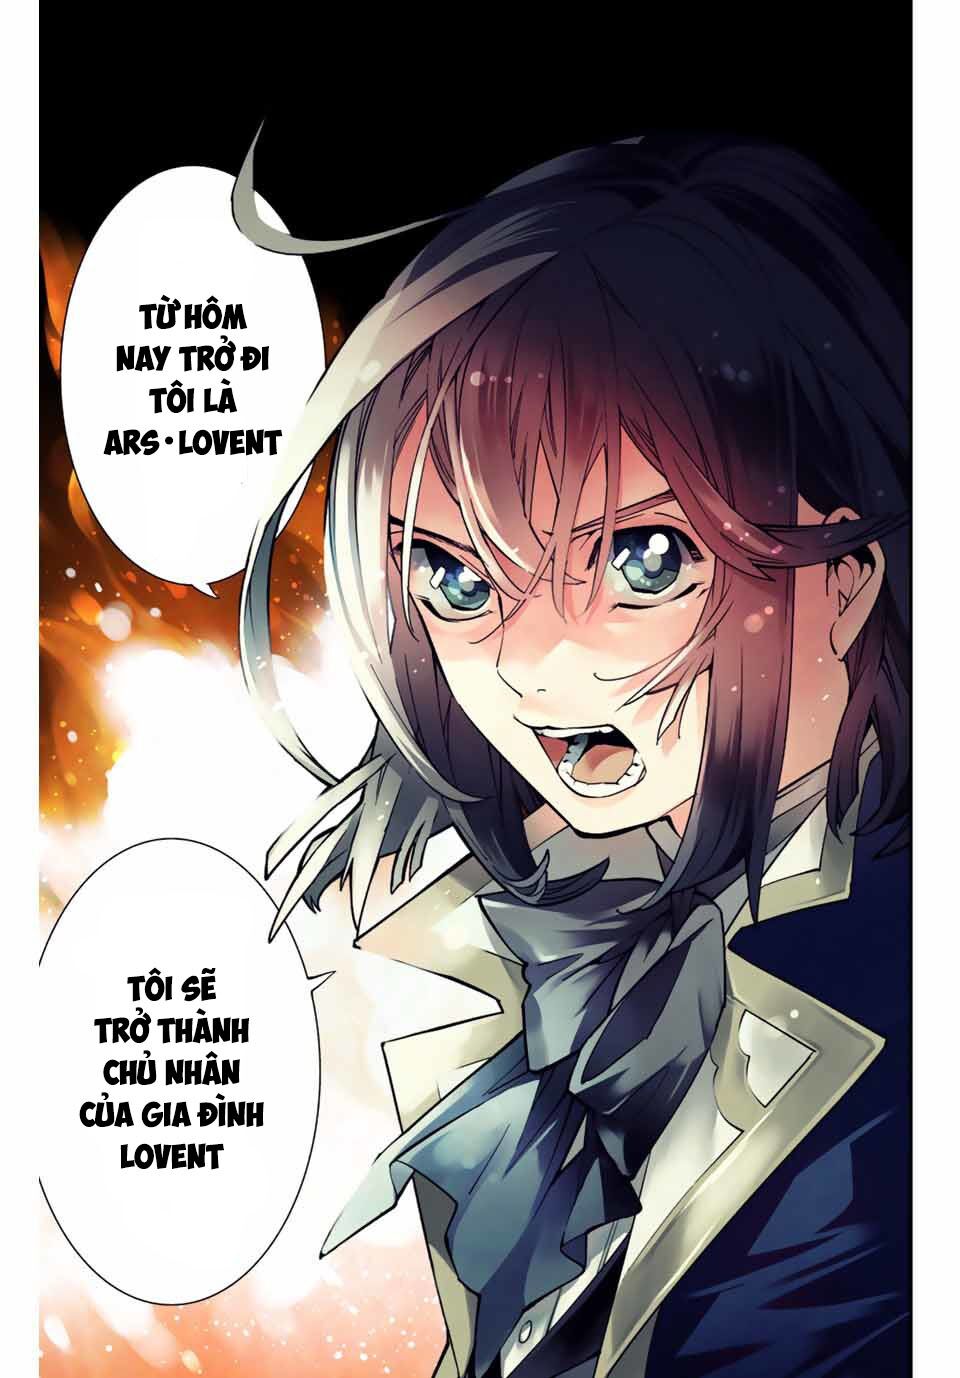 TỪ HÔM
NAY TRỞ ĐI
TÔI LÀ
ARS•LOVENT
TÔI SẼ
TRỞ THÀNH
CHỦ NHÂN
CỦA GIA ĐÌNH
LOVENT